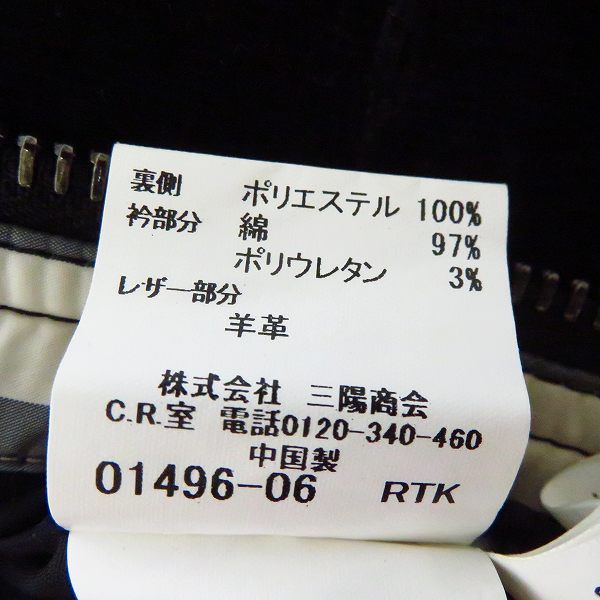 裏側 ポリエステル 100%
衿部分 綿 97%
ポリウレタン 3%
レザー部分
羊革
株式会社 三陽商会
C.R.室 電話0120-340-460
中国製
01496-06 RTK